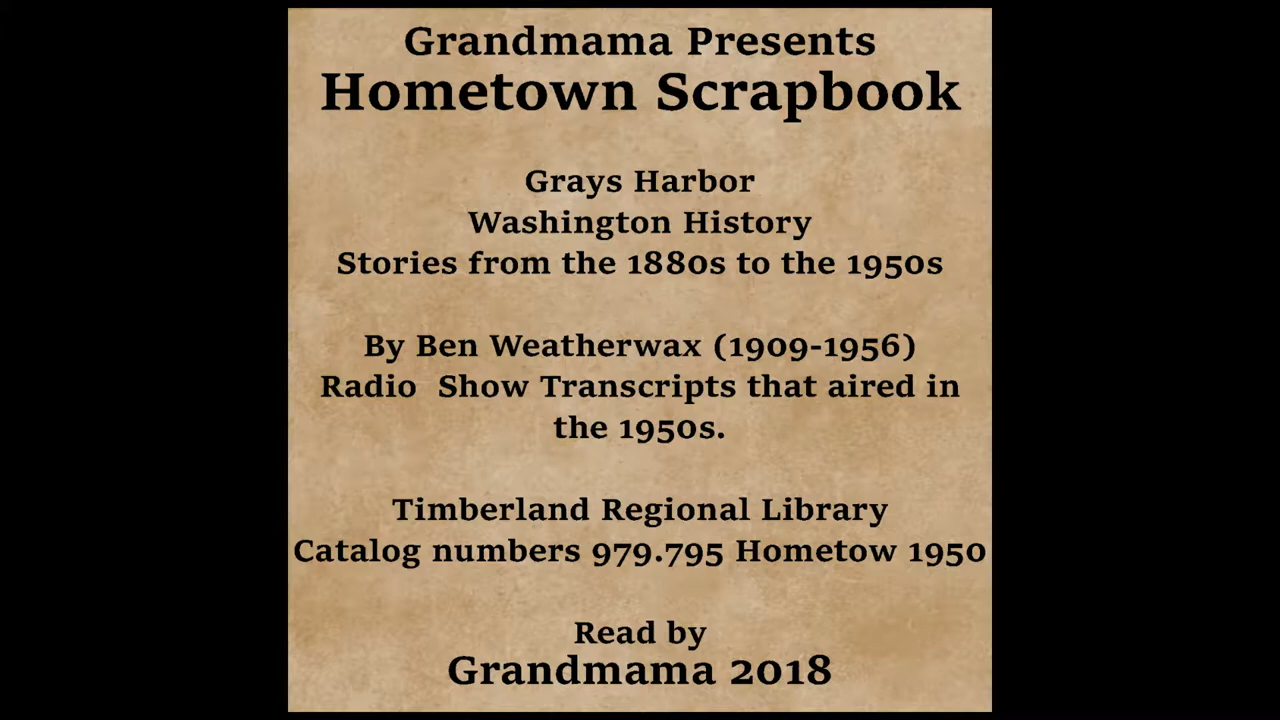 Grandmama Presents
Hometown Scrapbook
Grays Harbor
Washington History
Stories from the 1880s to the 1950s
By Ben Weatherwax (1909-1956)
Radio  Show Transcripts that aired in
the 1950s.
Timberland Regional Library
Catalog numbers 979.795 Hometow 1950
Read by
Grandmama 2018